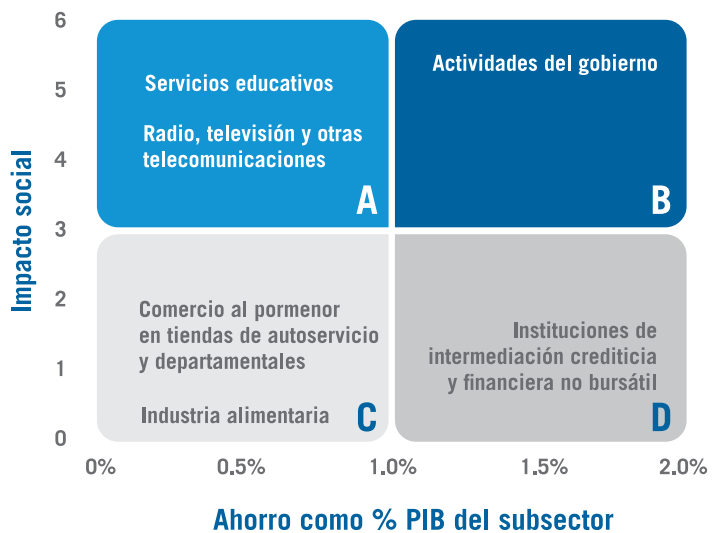 6
5
4
3
2
1
0
Impacto social
Servicios educativos
Radio, televisión y otras
telecomunicaciones
A
Actividades del gobierno
B
Comercio al pormenor
en tiendas de autoservicio
y departamentales
Industria alimentaria
C
Instituciones de
intermediación crediticia
y financiera no bursátil
D
0% 0.5% 1.0% 1.5% 2.0%
Ahorro como % PIB del subsector